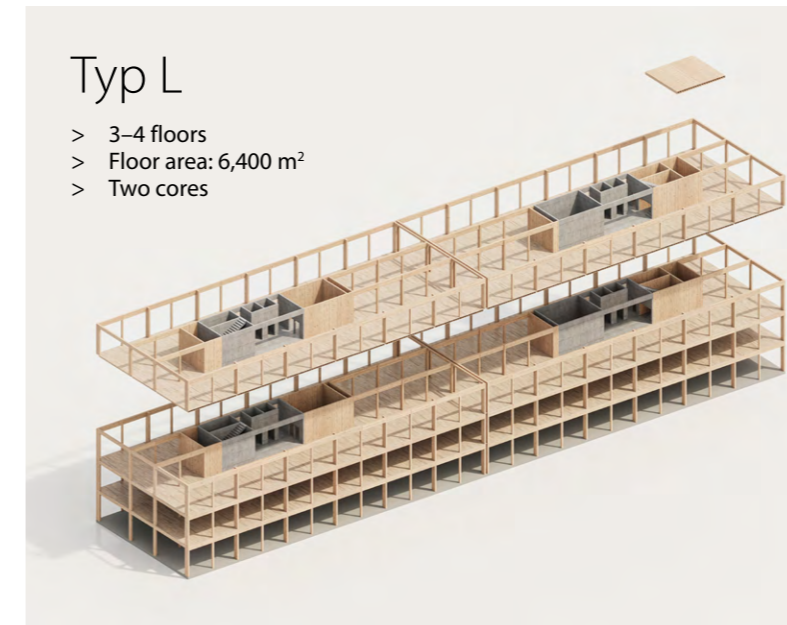 Typ L
> 3–4 floors
> Floor area: 6,400 m²
> Two cores